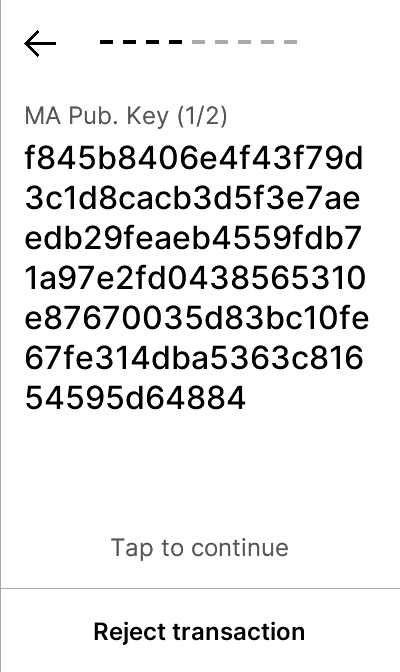 MA Pub. Key (1/2)
f845b8406e4f43f79d
3c1d8cacb3d5f3e7ae
edb29feaeb4559fdb7
1a97e2fd0438565310
e87670035d83bc10fe
67fe314dba5363c816
54595d64884
Tap to continue
Reject transaction